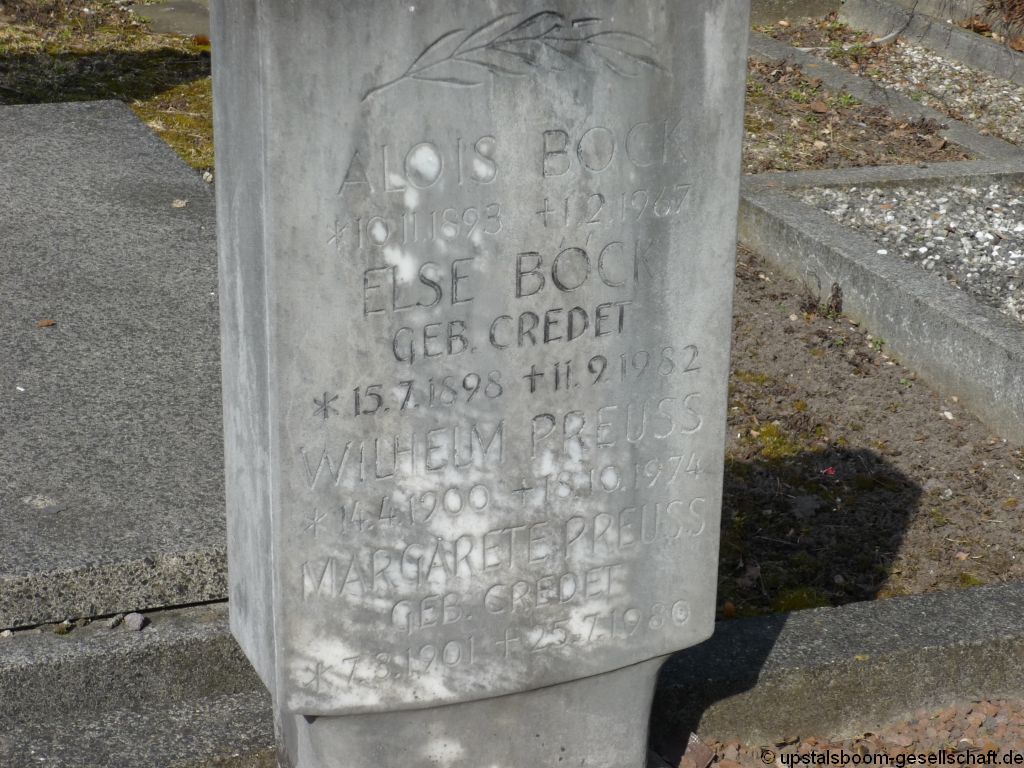 ALOIS BOCK
*10.11.1893 +1.2.1967
ELSE BOCK
GEB. CREDET
*15.7.1898 +11.9.1982
WILHELM PREUSS
*14.4.1900 +18.10.1974
MARGARETE PREUSS
GEB. CREDET
*7.8.1901 +25.7.1980
© upstalsboom-gesellschaft.de